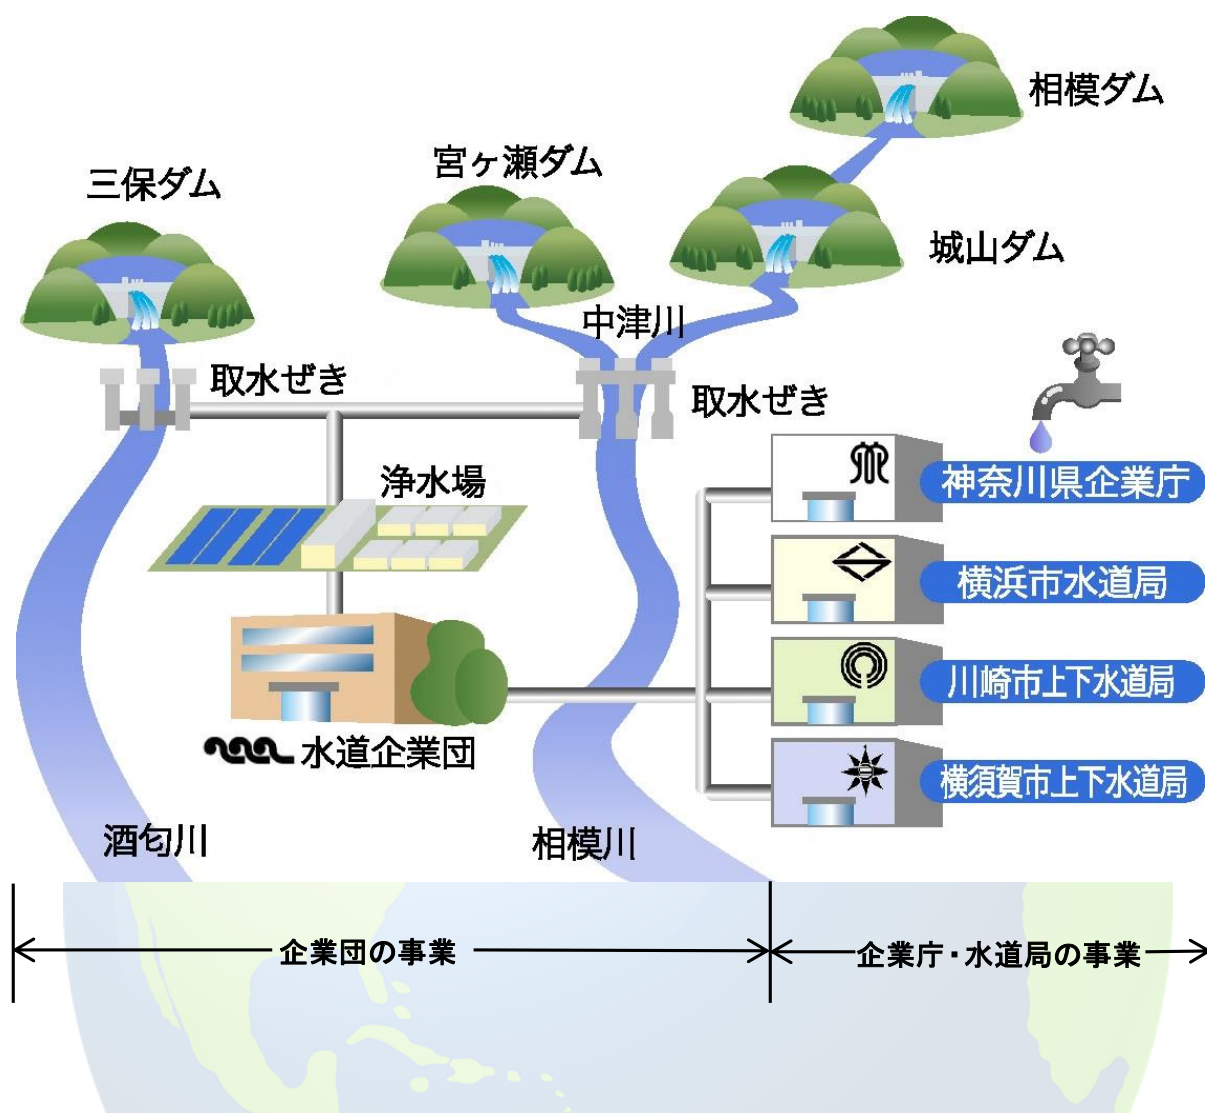 相模ダム
宮ヶ瀬ダム
三保ダム
城山ダム
中津川
取水ぜき
取水ぜき
浄水場
神奈川県企業庁
横浜市水道局
川崎市上下水道局
水道企業団
横須賀市上下水道局
酒匂川
相模川
企業団の事業
企業庁・水道局の事業